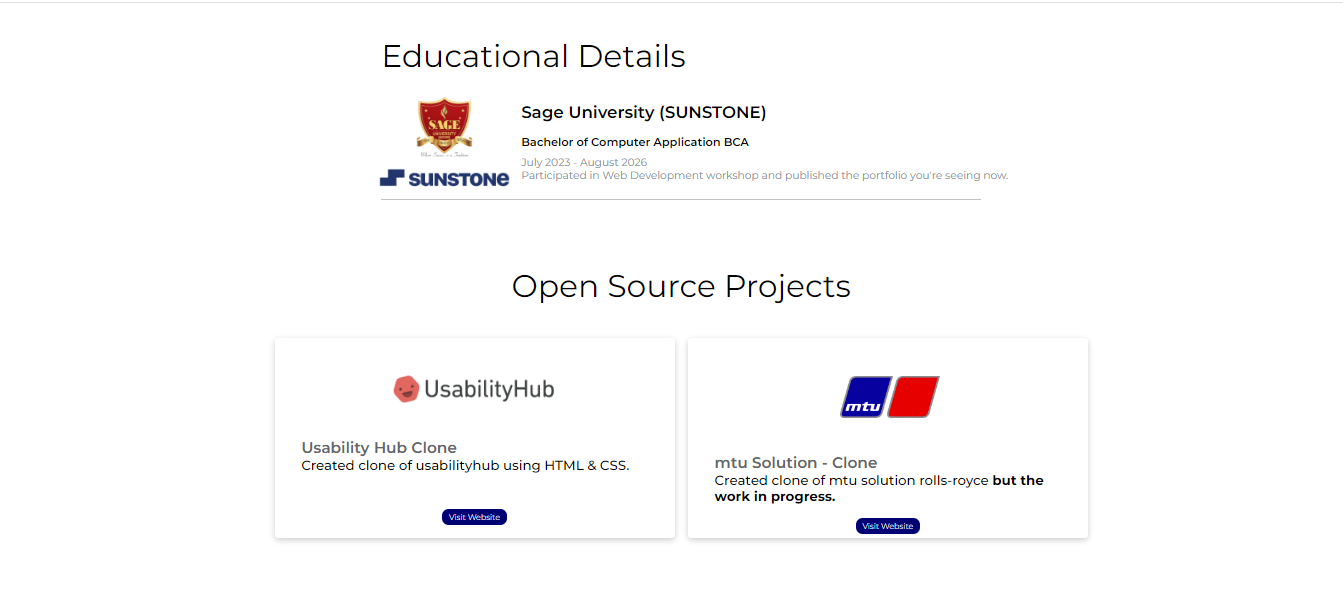 Educational Details
SAGE
UNIVERSITY
Sage University (SUNSTONE)
Bachelor of Computer Application BCA
July 2023 - August 2026
SUNSTONE
Participated in Web Development workshop and published the portfolio you're seeing now.
Open Source Projects
UsabilityHub
Usability Hub Clone
Created clone of usabilityhub using HTML & CSS.
Visit Website
mtu
mtu Solution - Clone
Created clone of mtu solution rolls-royce but the
work in progress.
Visit Website